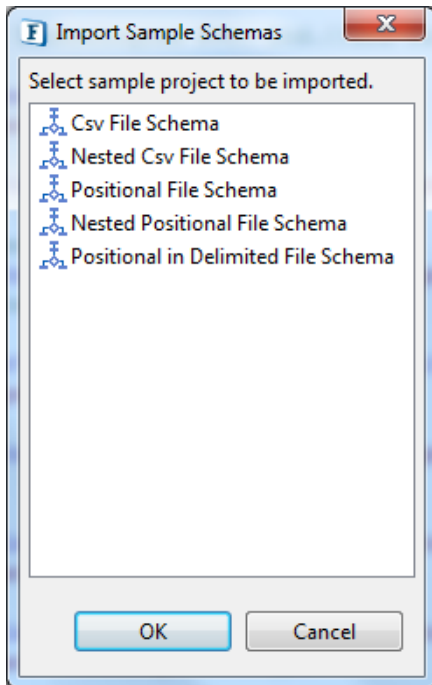 F Import Sample Schemas
Select sample project to be imported.
Csv File Schema
Nested Csv File Schema
Positional File Schema
Nested Positional File Schema
Positional in Delimited File Schema
OK Cancel